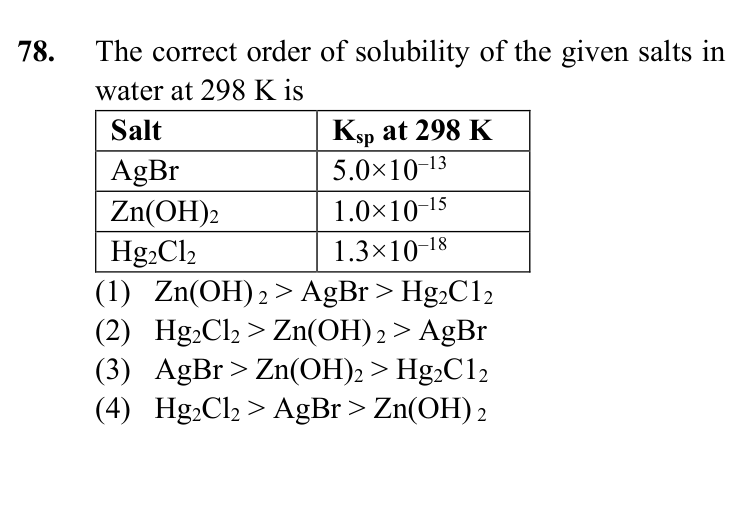 78. The correct order of solubility of the given salts in
water at 298 K is
Salt K_sp at 298 K
AgBr 5.0×10⁻¹³
Zn(OH)₂ 1.0×10⁻¹⁵
Hg₂Cl₂ 1.3×10⁻¹⁸
(1) Zn(OH) ₂ > AgBr > Hg₂C1₂
(2) Hg₂Cl₂ > Zn(OH) ₂ > AgBr
(3) AgBr > Zn(OH)₂ > Hg₂C1₂
(4) Hg₂Cl₂ > AgBr > Zn(OH) ₂